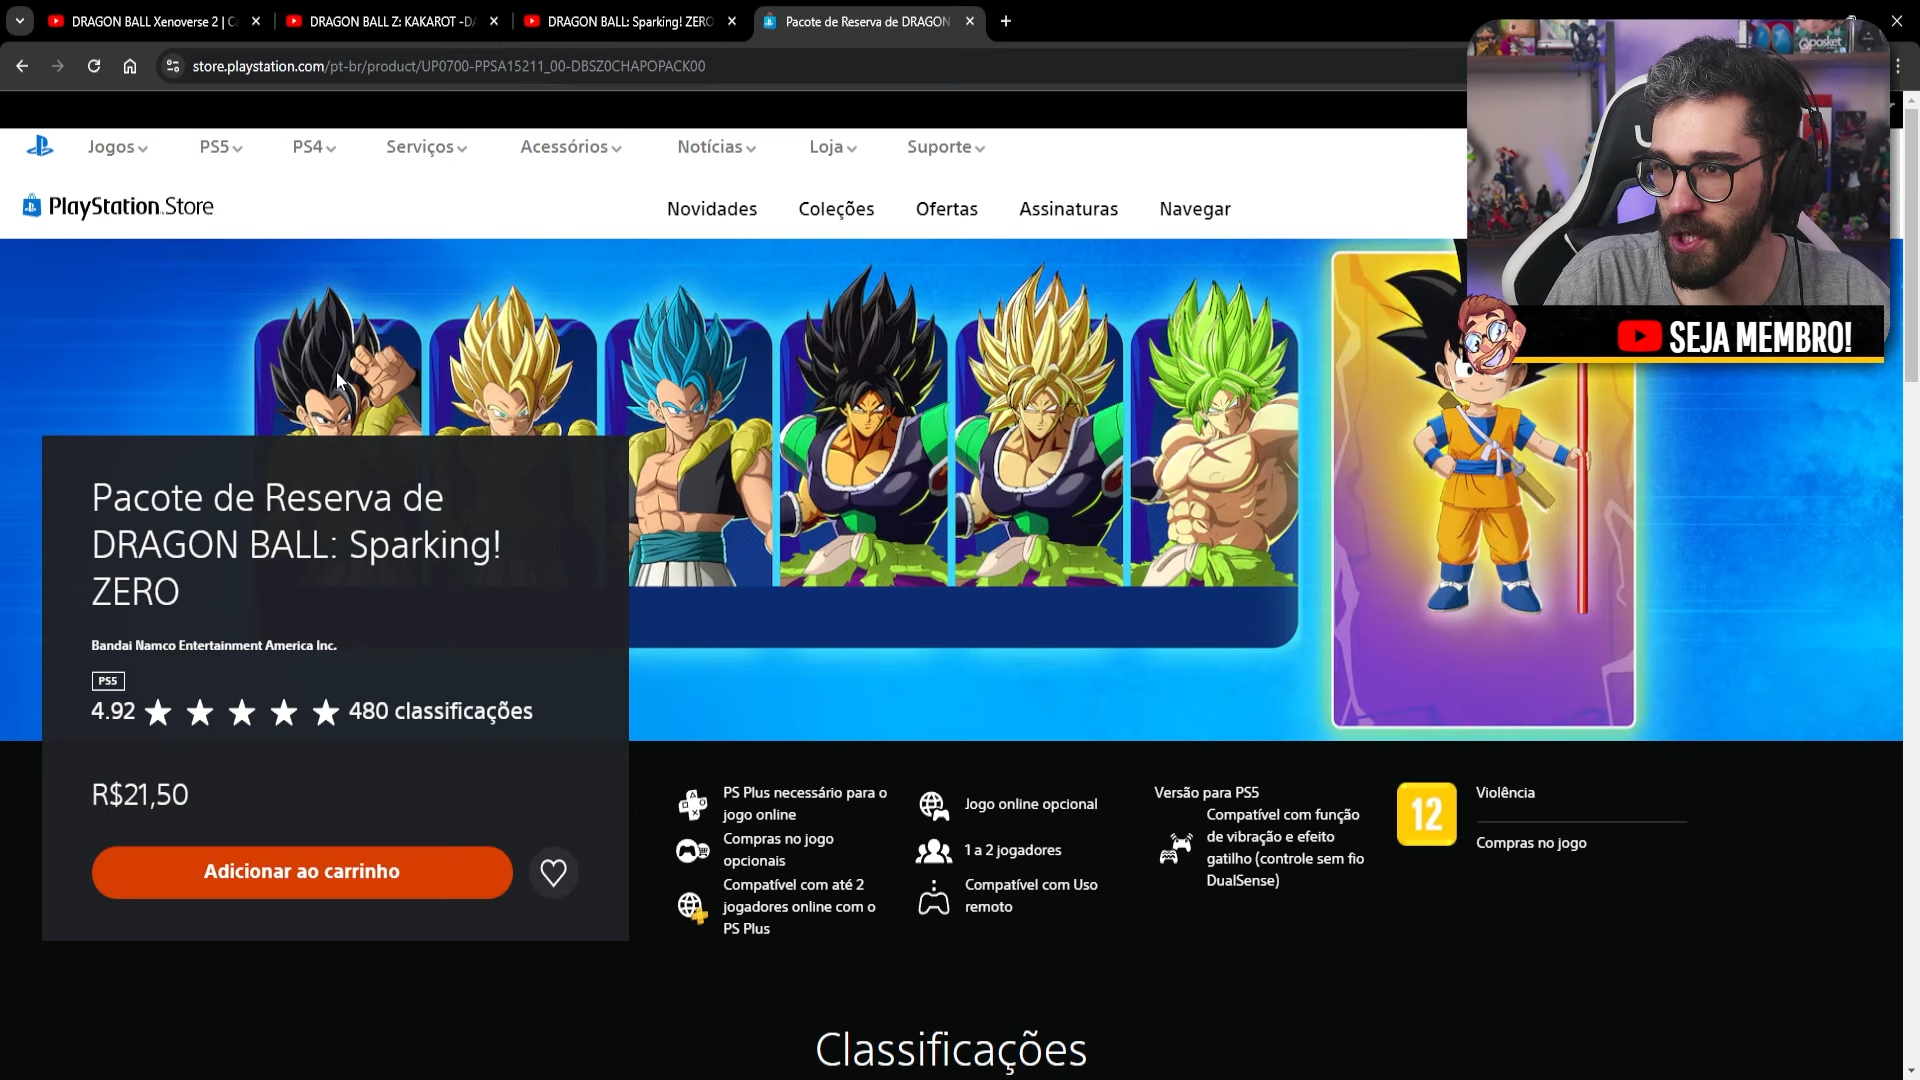 DRAGON BALL Xenoverse 2 | Ca
DRAGON BALL Z: KAKAROT -DA
DRAGON BALL: Sparking! ZERO
Pacote de Reserva de DRAGON
store.playstation.com/pt-br/product/UP0700-PPSA15211_00-DBSZ0CHAPOPACK00
Jogos
PS5
PS4
Serviços
Acessórios
Notícias
Loja
Suporte
PlayStation Store
Novidades
Coleções
Ofertas
Assinaturas
Navegar
Qposket
SEJA MEMBRO!
Pacote de Reserva de
DRAGON BALL: Sparking!
ZERO
Bandai Namco Entertainment America Inc.
PS5
4.92
480 classificações
R$21,50
Adicionar ao carrinho
PS Plus necessário para o
jogo online
Compras no jogo
opcionais
Compatível com até 2
jogadores online com o
PS Plus
Jogo online opcional
1 a 2 jogadores
Compatível com Uso
remoto
Versão para PS5
Compatível com função
de vibração e efeito
gatilho (controle sem fio
DualSense)
12
Violência
Compras no jogo
Classificações